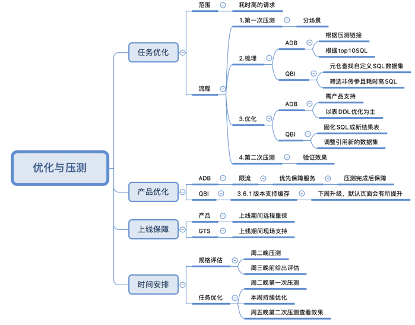 优化与压测
任务优化
范围
耗时高的请求
流程
1.第一次压测
分场景
2.梳理
ADB
根据压测链接
根据top10SQL
QBI
元仓查找自定义SQL数据集
筛选非传参且耗时高SQL
3.优化
ADB
需产品支持
以表DDL优化为主
QBI
固化SQL成新结果表
调整引用新的数据集
4.第二次压测
验证效果
产品优化
ADB
限流
优先保障服务
压测完成后保障
QBI
3.6.1版本支持缓存
下周升级，默认页面会有所提升
上线保障
产品
上线期间远程重保
GTS
上线期间现场支持
时间安排
规格评估
周二晚压测
周三晚前给出评估
任务优化
周二晚第一次压测
本周持续优化
周五晚第二次压测查看效果